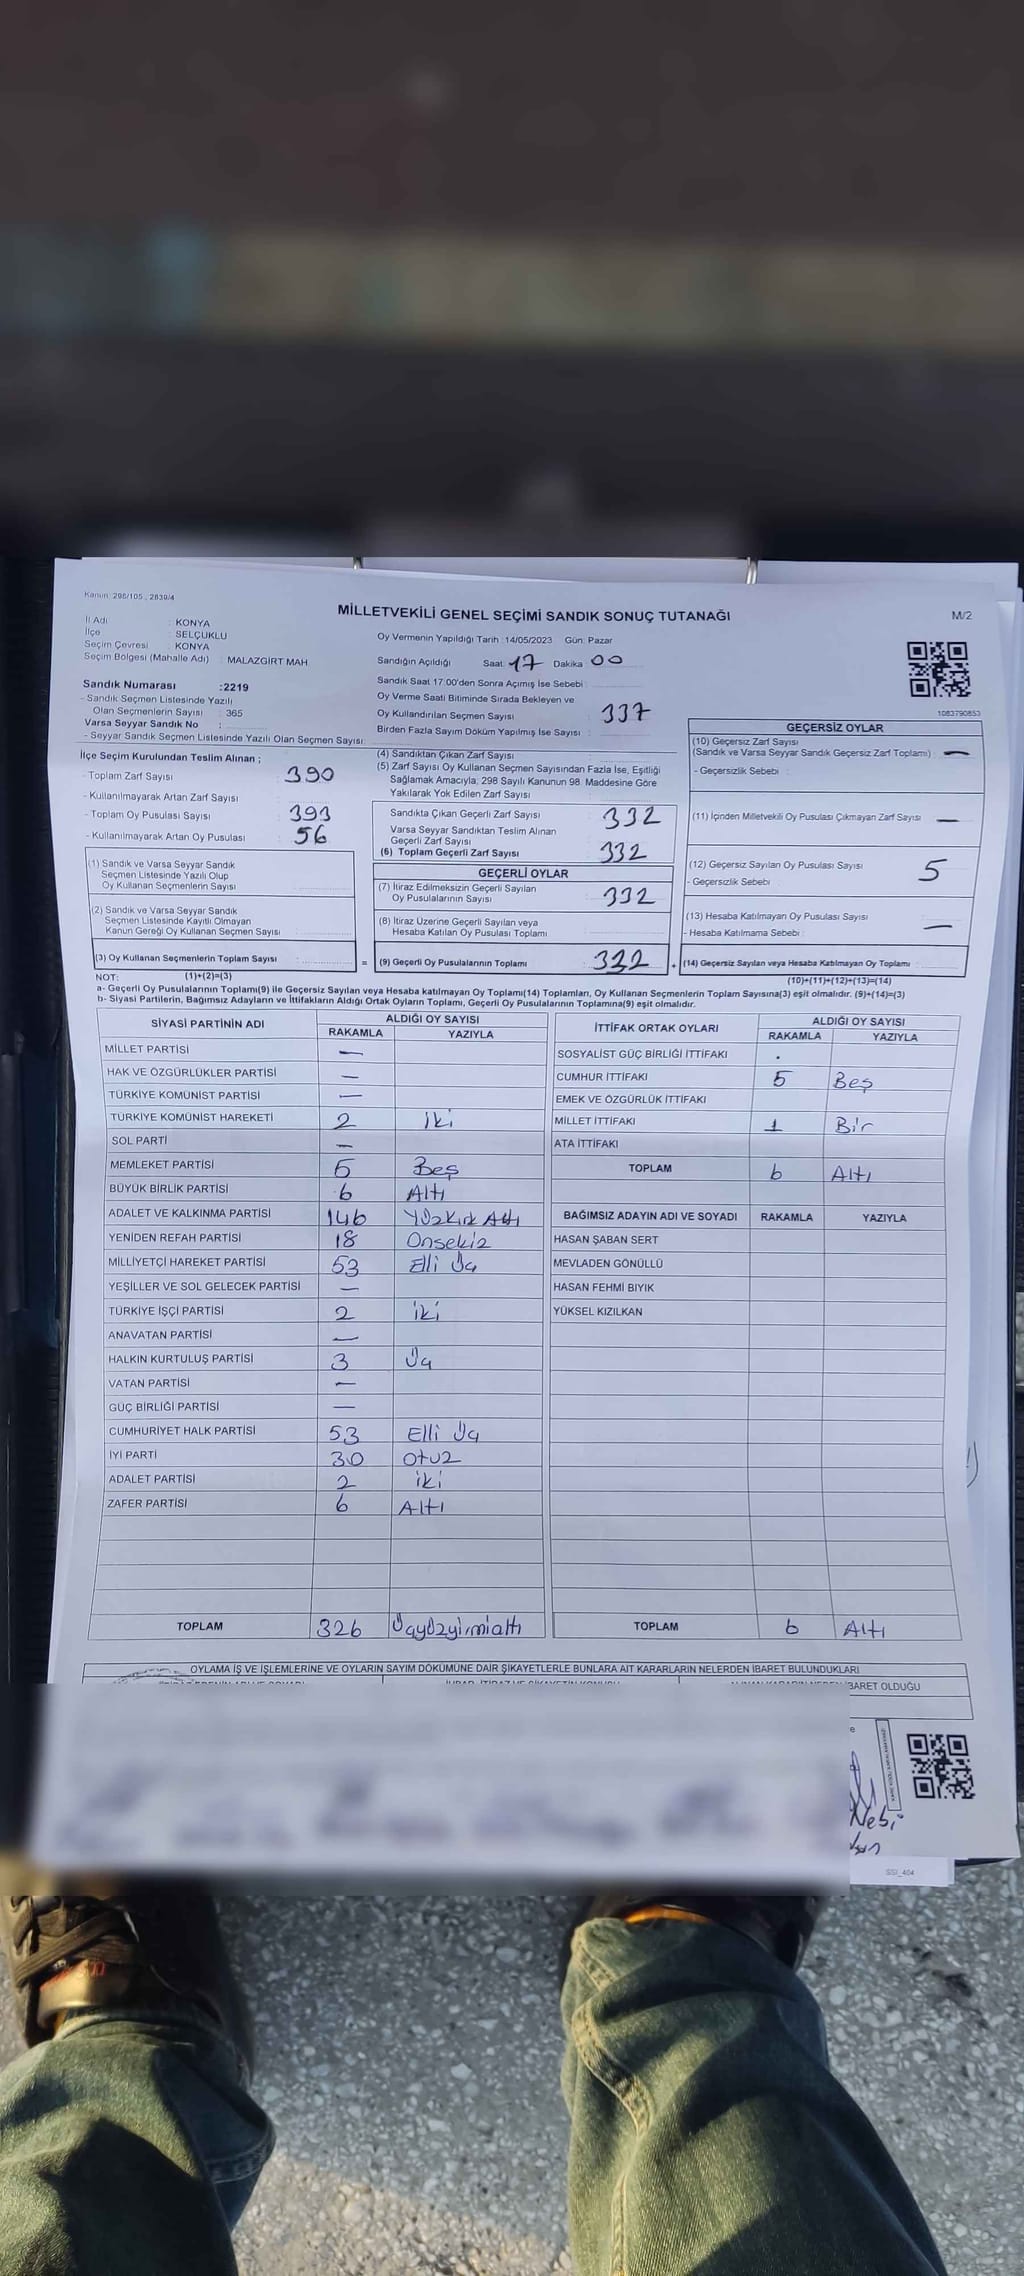 Kanun: 298/105., 2839/4
MİLLETVEKİLİ GENEL SEÇİMİ SANDIK SONUÇ TUTANAĞI
M/2
İl Adı : KONYA
İlçe : SELÇUKLU
Seçim Çevresi : KONYA
Seçim Bölgesi (Mahalle Adı) : MALAZGİRT MAH.
Sandık Numarası :2219
- Sandık Seçmen Listesinde Yazılı
Olan Seçmenlerin Sayısı : 365
Varsa Seyyar Sandık No :
- Seyyar Sandık Seçmen Listesinde Yazılı Olan Seçmen Sayısı:
Oy Vermenin Yapıldığı Tarih :14/05/2023 Gün: Pazar
Sandığın Açıldığı Saat: 17 Dakika: 00
Sandık Saat 17:00'den Sonra Açılmış İse Sebebi :
Oy Verme Saati Bitiminde Sırada Bekleyen ve
Oy Kullandırılan Seçmen Sayısı : 337
Birden Fazla Sayım Döküm Yapılmış İse Sayısı :
1083790853
İlçe Seçim Kurulundan Teslim Alınan ;
- Toplam Zarf Sayısı : 390
- Kullanılmayarak Artan Zarf Sayısı :
- Toplam Oy Pusulası Sayısı : 393
- Kullanılmayarak Artan Oy Pusulası : 56
(1) Sandık ve Varsa Seyyar Sandık
Seçmen Listesinde Yazılı Olup
Oy Kullanan Seçmenlerin Sayısı :
(2) Sandık ve Varsa Seyyar Sandık
Seçmen Listesinde Kayıtlı Olmayan
Kanun Gereği Oy Kullanan Seçmen Sayısı :
(3) Oy Kullanan Seçmenlerin Toplam Sayısı :
(4) Sandıktan Çıkan Zarf Sayısı :
(5) Zarf Sayısı Oy Kullanan Seçmen Sayısından Fazla İse, Eşitliği
Sağlamak Amacıyla; 298 Sayılı Kanunun 98. Maddesine Göre
Yakılarak Yok Edilen Zarf Sayısı :
Sandıkta Çıkan Geçerli Zarf Sayısı : 332
Varsa Seyyar Sandıktan Teslim Alınan
Geçerli Zarf Sayısı :
(6) Toplam Geçerli Zarf Sayısı : 332
GEÇERLİ OYLAR
(7) İtiraz Edilmeksizin Geçerli Sayılan
Oy Pusulalarının Sayısı : 332
(8) İtiraz Üzerine Geçerli Sayılan veya
Hesaba Katılan Oy Pusulası Toplamı :
= (9) Geçerli Oy Pusulalarının Toplamı : 332 +
GEÇERSİZ OYLAR
(10) Geçersiz Zarf Sayısı
(Sandık ve Varsa Seyyar Sandık Geçersiz Zarf Toplamı) : —
- Geçersizlik Sebebi :
(11) İçinden Milletvekili Oy Pusulası Çıkmayan Zarf Sayısı : —
(12) Geçersiz Sayılan Oy Pusulası Sayısı : 5
- Geçersizlik Sebebi :
(13) Hesaba Katılmayan Oy Pusulası Sayısı : —
- Hesaba Katılmama Sebebi :
(14) Geçersiz Sayılan veya Hesaba Katılmayan Oy Toplamı :
NOT: (1)+(2)=(3)
(10)+(11)+(12)+(13)=(14)
a- Geçerli Oy Pusulalarının Toplamı(9) ile Geçersiz Sayılan veya Hesaba katılmayan Oy Toplamı(14) Toplamları, Oy Kullanan Seçmenlerin Toplam Sayısına(3) eşit olmalıdır. (9)+(14)=(3)
b- Siyasi Partilerin, Bağımsız Adayların ve İttifakların Aldığı Ortak Oyların Toplamı, Geçerli Oy Pusulalarının Toplamına(9) eşit olmalıdır.
SİYASİ PARTİNİN ADI
ALDIĞI OY SAYISI
RAKAMLA YAZIYLA
MİLLET PARTİSİ —
HAK VE ÖZGÜRLÜKLER PARTİSİ —
TÜRKİYE KOMÜNİST PARTİSİ —
TÜRKİYE KOMÜNİST HAREKETİ 2 iki
SOL PARTİ —
MEMLEKET PARTİSİ 5 Beş
BÜYÜK BİRLİK PARTİSİ 6 Altı
ADALET VE KALKINMA PARTİSİ 146 Yüzkırk Altı
YENİDEN REFAH PARTİSİ 18 Onsekiz
MİLLİYETÇİ HAREKET PARTİSİ 53 Elli Üç
YEŞİLLER VE SOL GELECEK PARTİSİ —
TÜRKİYE İŞÇİ PARTİSİ 2 iki
ANAVATAN PARTİSİ —
HALKIN KURTULUŞ PARTİSİ 3 Üç
VATAN PARTİSİ —
GÜÇ BİRLİĞİ PARTİSİ —
CUMHURİYET HALK PARTİSİ 53 Elli Üç
İYİ PARTİ 30 Otuz
ADALET PARTİSİ 2 iki
ZAFER PARTİSİ 6 Altı
TOPLAM 326 Üçyüzyirmialtı
İTTİFAK ORTAK OYLARI
ALDIĞI OY SAYISI
RAKAMLA YAZIYLA
SOSYALİST GÜÇ BİRLİĞİ İTTİFAKI .
CUMHUR İTTİFAKI 5 Beş
EMEK VE ÖZGÜRLÜK İTTİFAKI
MİLLET İTTİFAKI 1 Bir
ATA İTTİFAKI
TOPLAM 6 Altı
BAĞIMSIZ ADAYIN ADI VE SOYADI RAKAMLA YAZIYLA
HASAN ŞABAN SERT
MEVLADEN GÖNÜLLÜ
HASAN FEHMİ BIYIK
YÜKSEL KIZILKAN
TOPLAM 6 Altı
OYLAMA İŞ VE İŞLEMLERİNE VE OYLARIN SAYIM DÖKÜMÜNE DAİR ŞİKAYETLERLE BUNLARA AİT KARARLARIN NELERDEN İBARET BULUNDUKLARI
BARET OLDUĞU
Nebi
SSİ_404